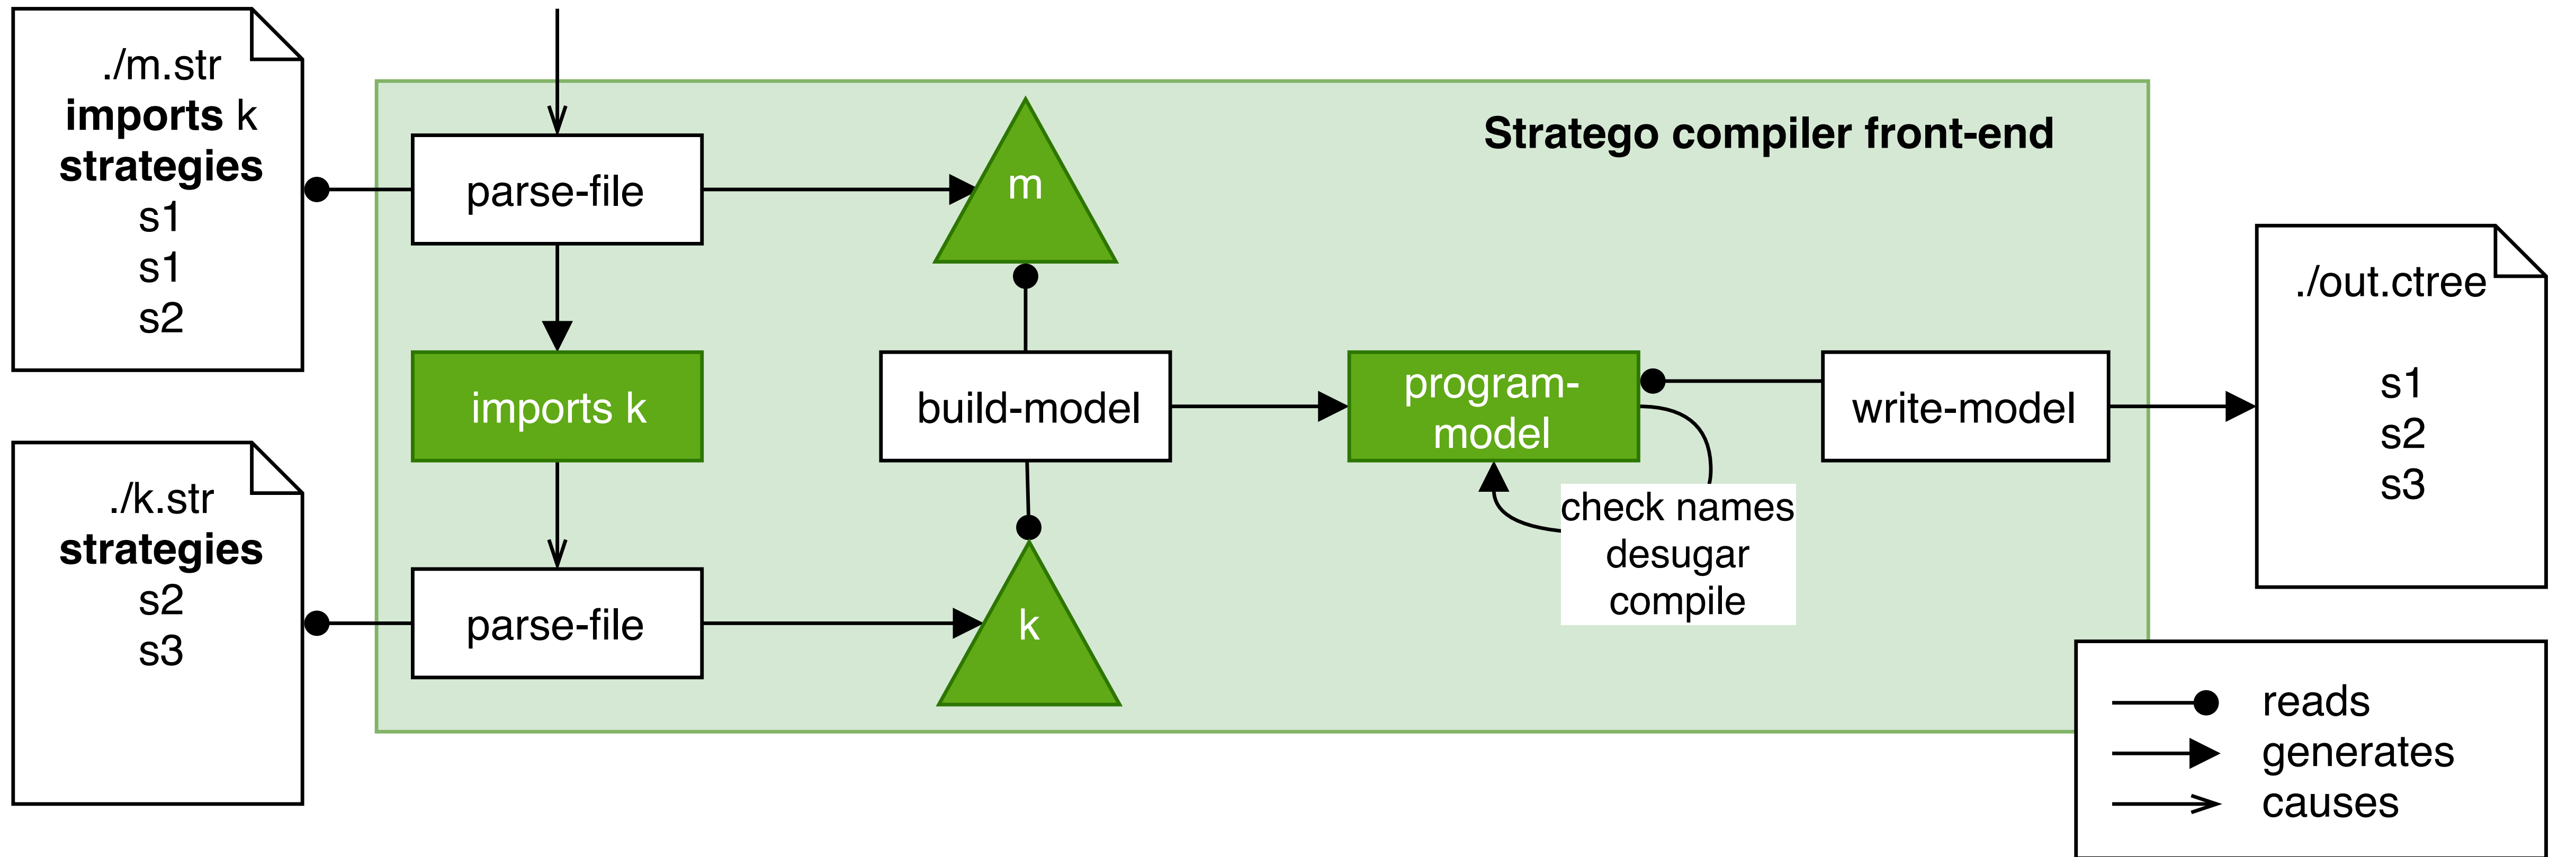 ./m.str
imports k
strategies
s1
s1
s2
./k.str
strategies
s2
s3
Stratego compiler front-end
parse-file
m
imports k
build-model
program-
model
write-model
check names
desugar
compile
parse-file
k
./out.ctree
s1
s2
s3
reads
generates
causes